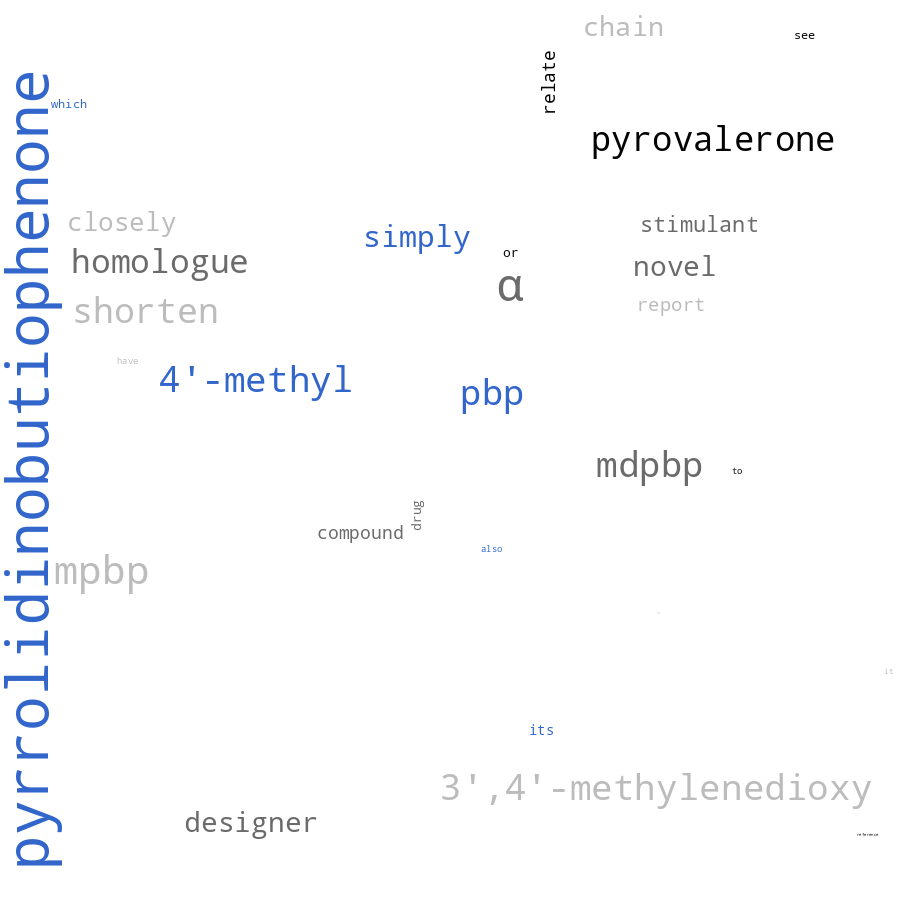 chain
see
relate
pyrrolidinobutiophenone
which
pyrovalerone
closely
simply
stimulant
or
homologue
novel
α
shorten
report
have
4'-methyl
pbp
mdpbp
to
drug
compound
also
mpbp
it
its
3',4'-methylenedioxy
designer
reference